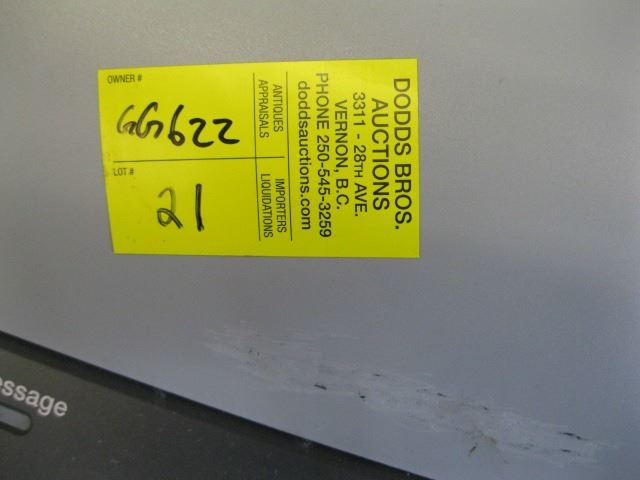 DODDS BROS.
AUCTIONS
3311 - 28TH AVE.
VERNON, B.C.
PHONE 250-545-3259
doddsauctions.com
ANTIQUES
APPRAISALS
IMPORTERS
LIQUIDATIONS
OWNER #
GG622
LOT #
21
essage